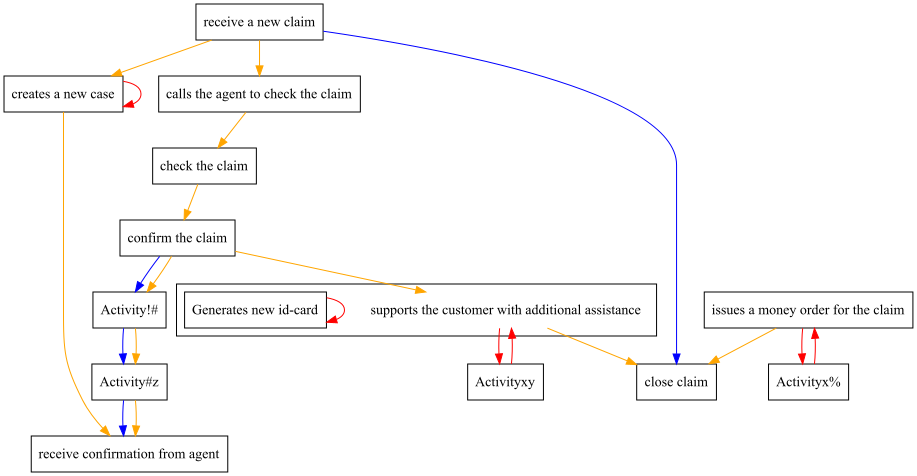 receive a new claim
creates a new case
calls the agent to check the claim
check the claim
confirm the claim
Activity!#
Generates new id-card
supports the customer with additional assistance
issues a money order for the claim
Activity#z
Activityxy
close claim
Activityx%
receive confirmation from agent